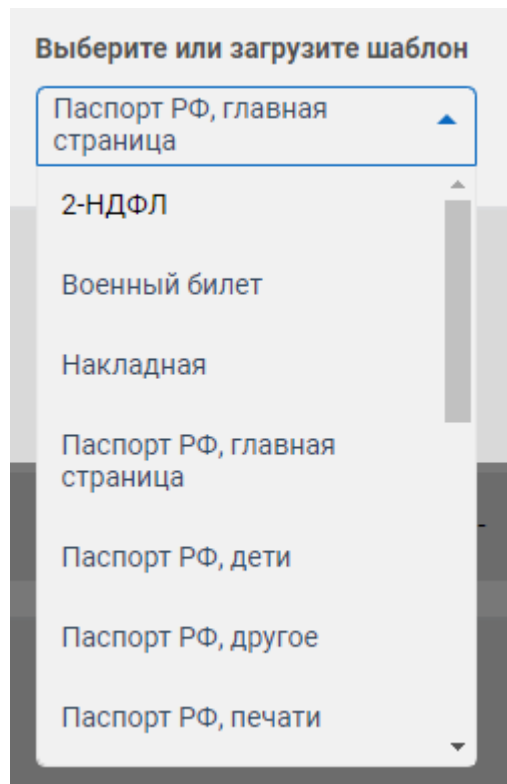 Выберите или загрузите шаблон
Паспорт РФ, главная
страница
2-НДФЛ
Военный билет
Накладная
Паспорт РФ, главная
страница
Паспорт РФ, дети
Паспорт РФ, другое
Паспорт РФ, печати